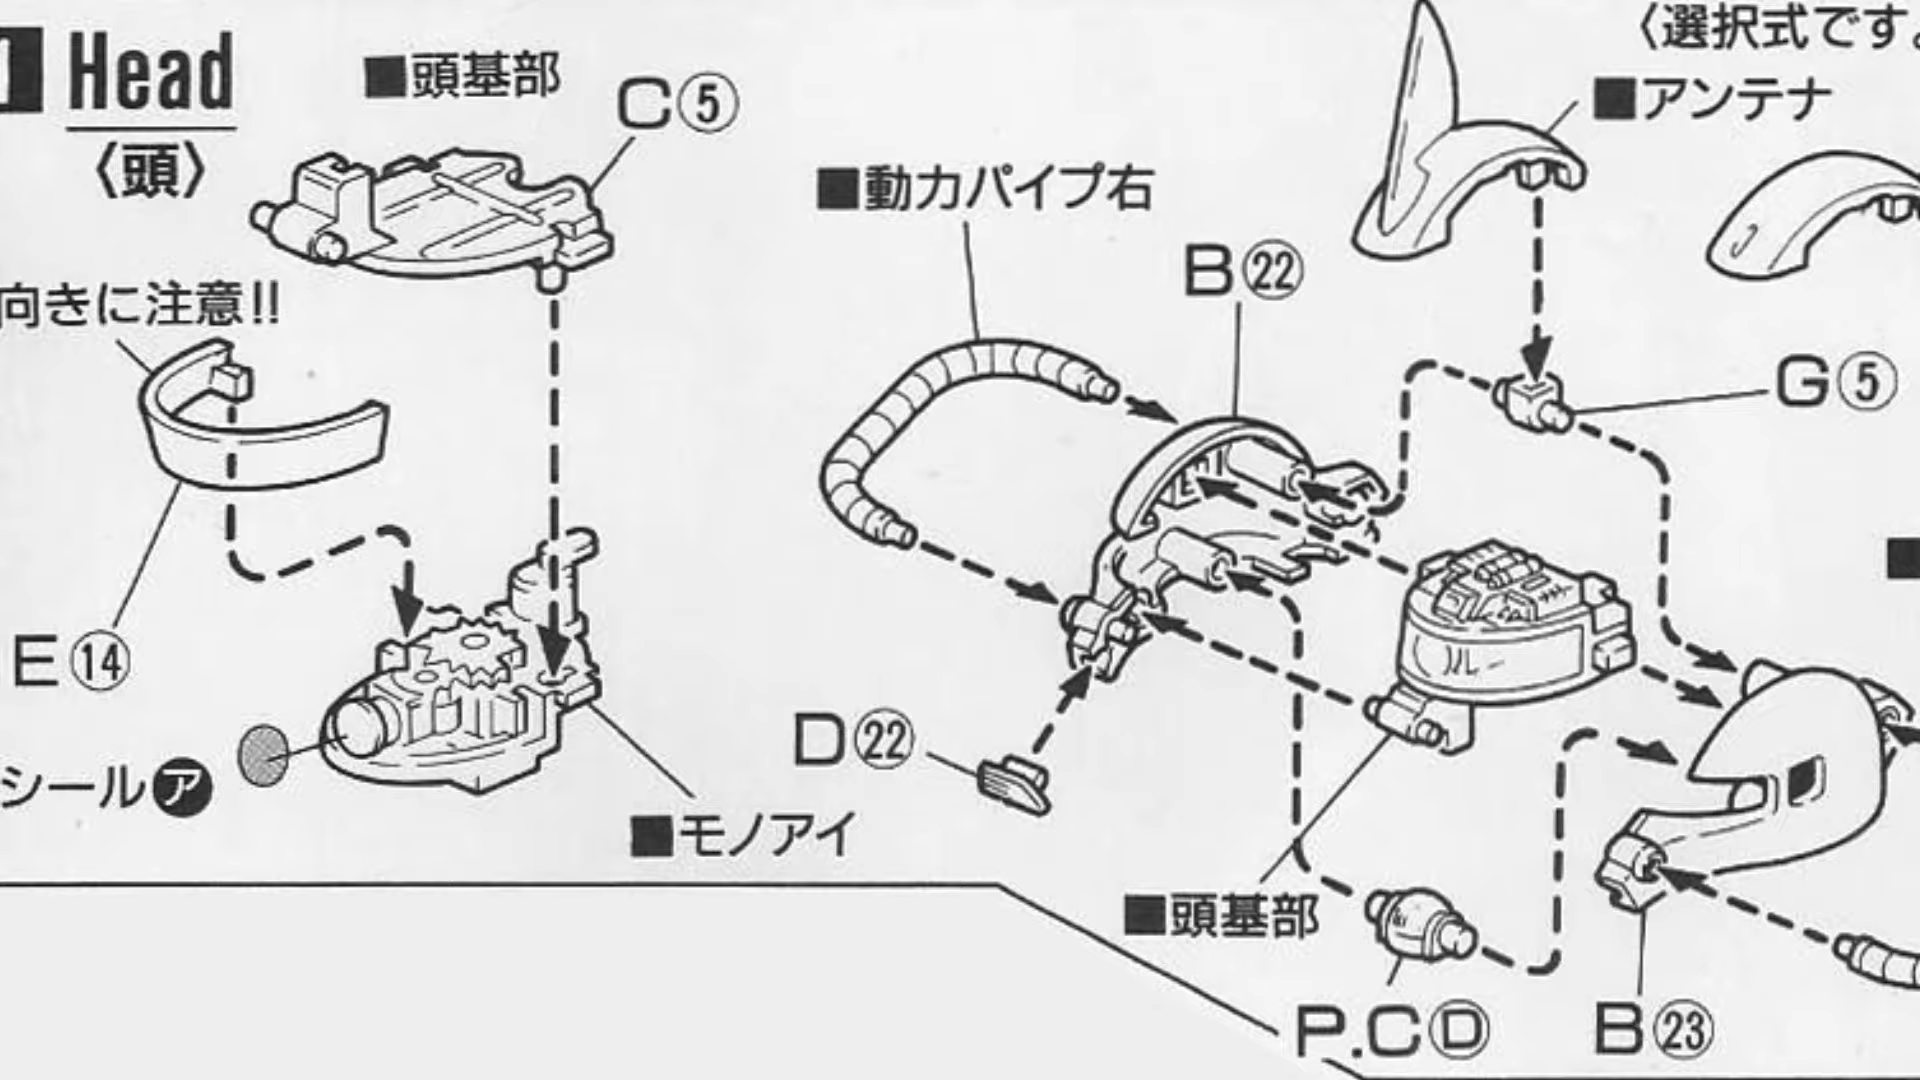 1 Head
〈頭〉
■頭基部
C⑤
向きに注意!!
E⑭
シール㋐
■モノアイ
〈選択式です。
■アンテナ
■動力パイプ右
B㉒
G⑤
D㉒
■頭基部
P.CⒹ
B㉓